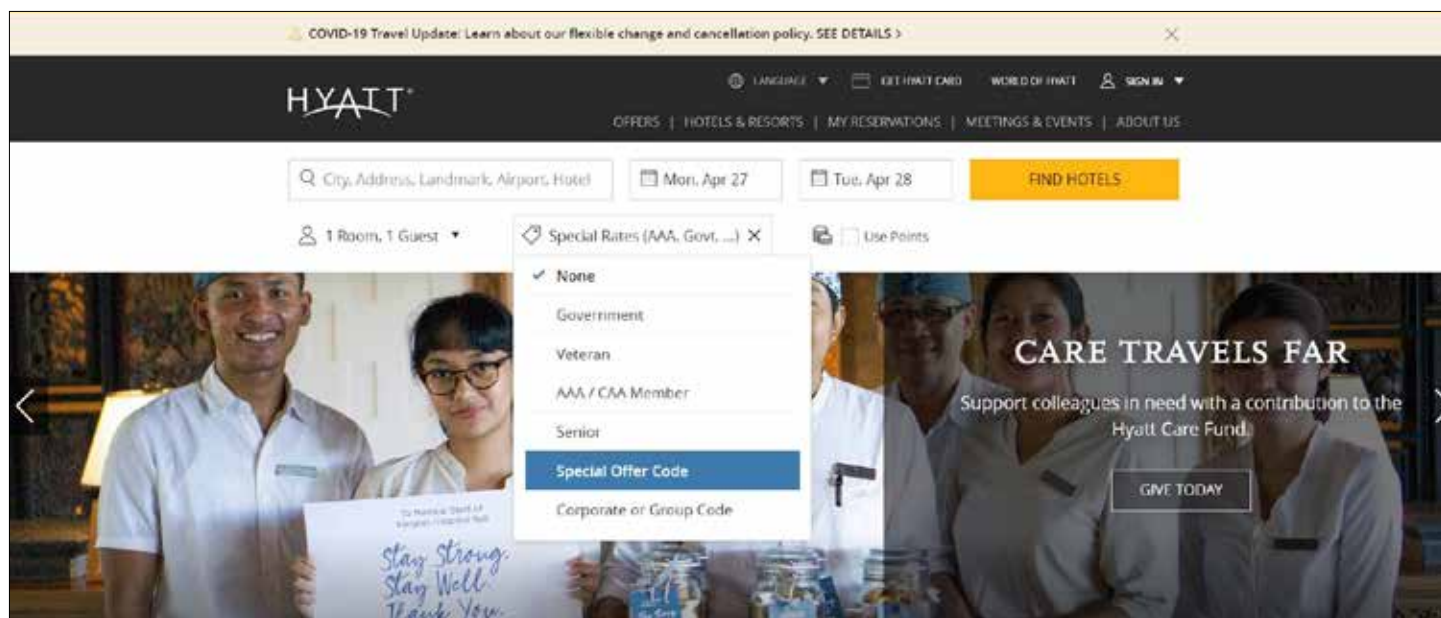 COVID-19 Travel Update: Learn about our flexible change and cancellation policy. SEE DETAILS >
HYATT
LANGUAGE ▼ GET HYATT CARD WORLD OF HYATT SIGN IN ▼
OFFERS | HOTELS & RESORTS | MY RESERVATIONS | MEETINGS & EVENTS | ABOUT US
City, Address, Landmark, Airport, Hotel Mon, Apr 27 Tue, Apr 28 FIND HOTELS
1 Room, 1 Guest ▼ Special Rates (AAA, Govt, ...) X Use Points
None
Government
Veteran
AAA / CAA Member
Senior
Special Offer Code
Corporate or Group Code
CARE TRAVELS FAR
Support colleagues in need with a contribution to the
Hyatt Care Fund.
GIVE TODAY
Stay Strong.
Stay Well
Thank You.